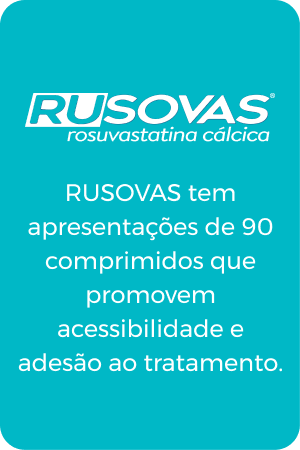 RUSOVAS®
rosuvastatina cálcica
RUSOVAS tem
apresentações de 90
comprimidos que
promovem
acessibilidade e
adesão ao tratamento.